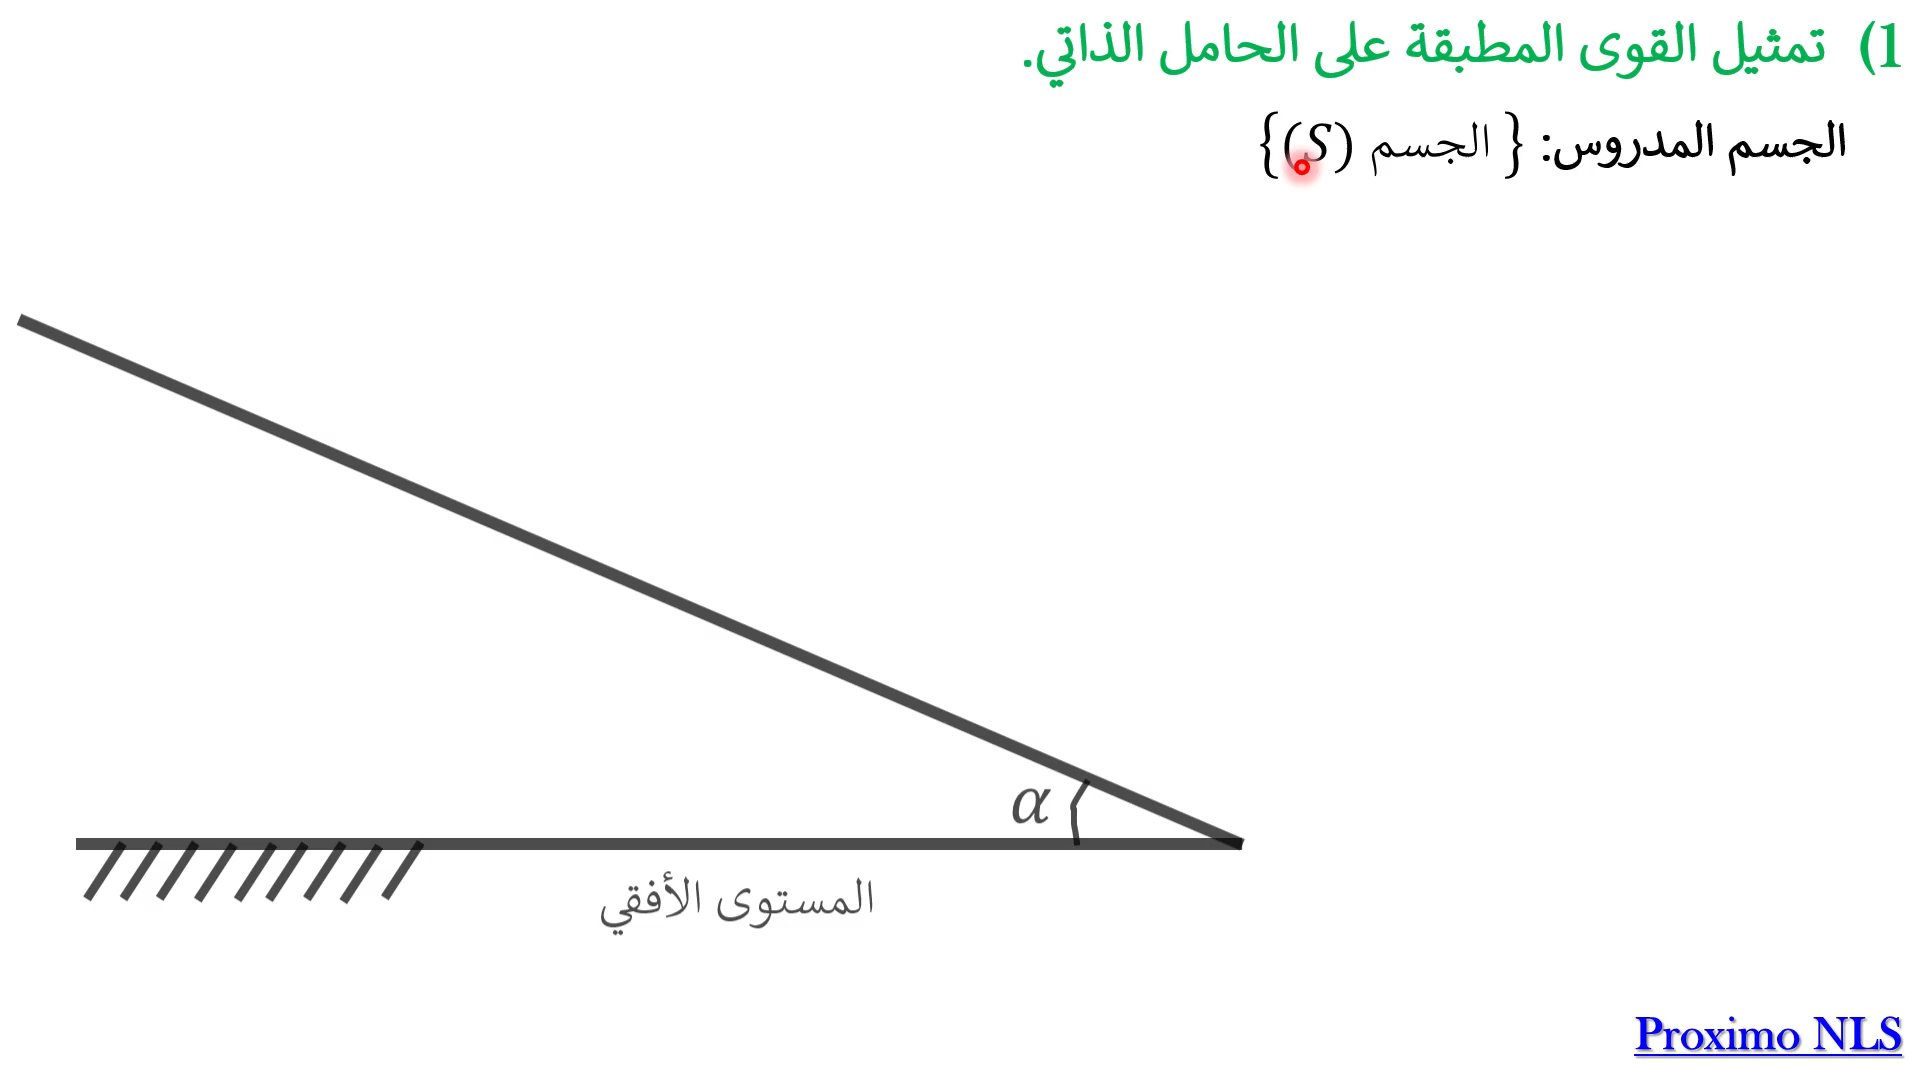 1) تمثيل القوى المطبقة على الحامل الذاتي.
الجسم المدروس: { الجسم (S)}
α
المستوى الأفقي
Proximo NLS